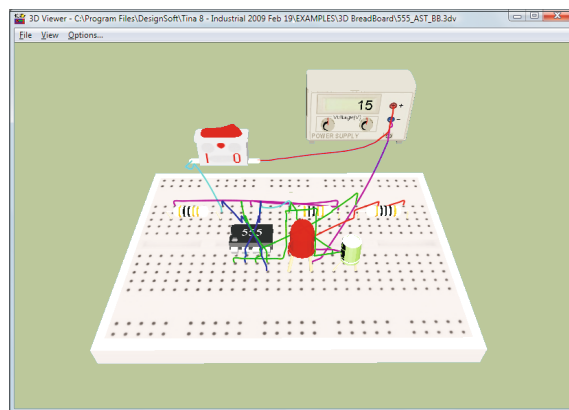 3D Viewer - C:\Program Files\DesignSoft\Tina 8 - Industrial 2009 Feb 19\EXAMPLES\3D BreadBoard\555_AST_BB.3dv
File View Options...
15
+
Voltage[V]
-
POWER SUPPLY
1 0
555